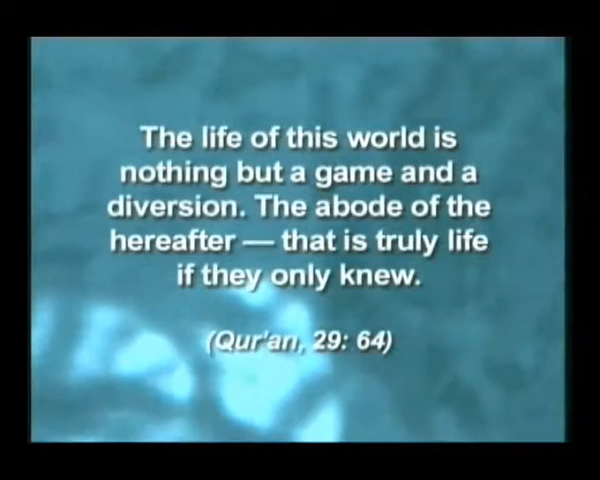 The life of this world is
nothing but a game and a
diversion. The abode of the
hereafter — that is truly life
if they only knew.
(Qur'an, 29: 64)